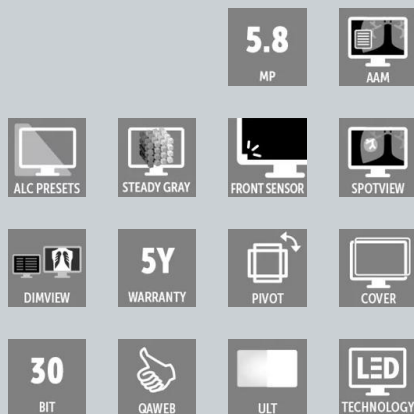 5.8
MP
AAM
ALC PRESETS
STEADY GRAY
FRONT SENSOR
SPOTVIEW
DIMVIEW
5Y
WARRANTY
PIVOT
COVER
30
BIT
QAWEB
ULT
LED
TECHNOLOGY